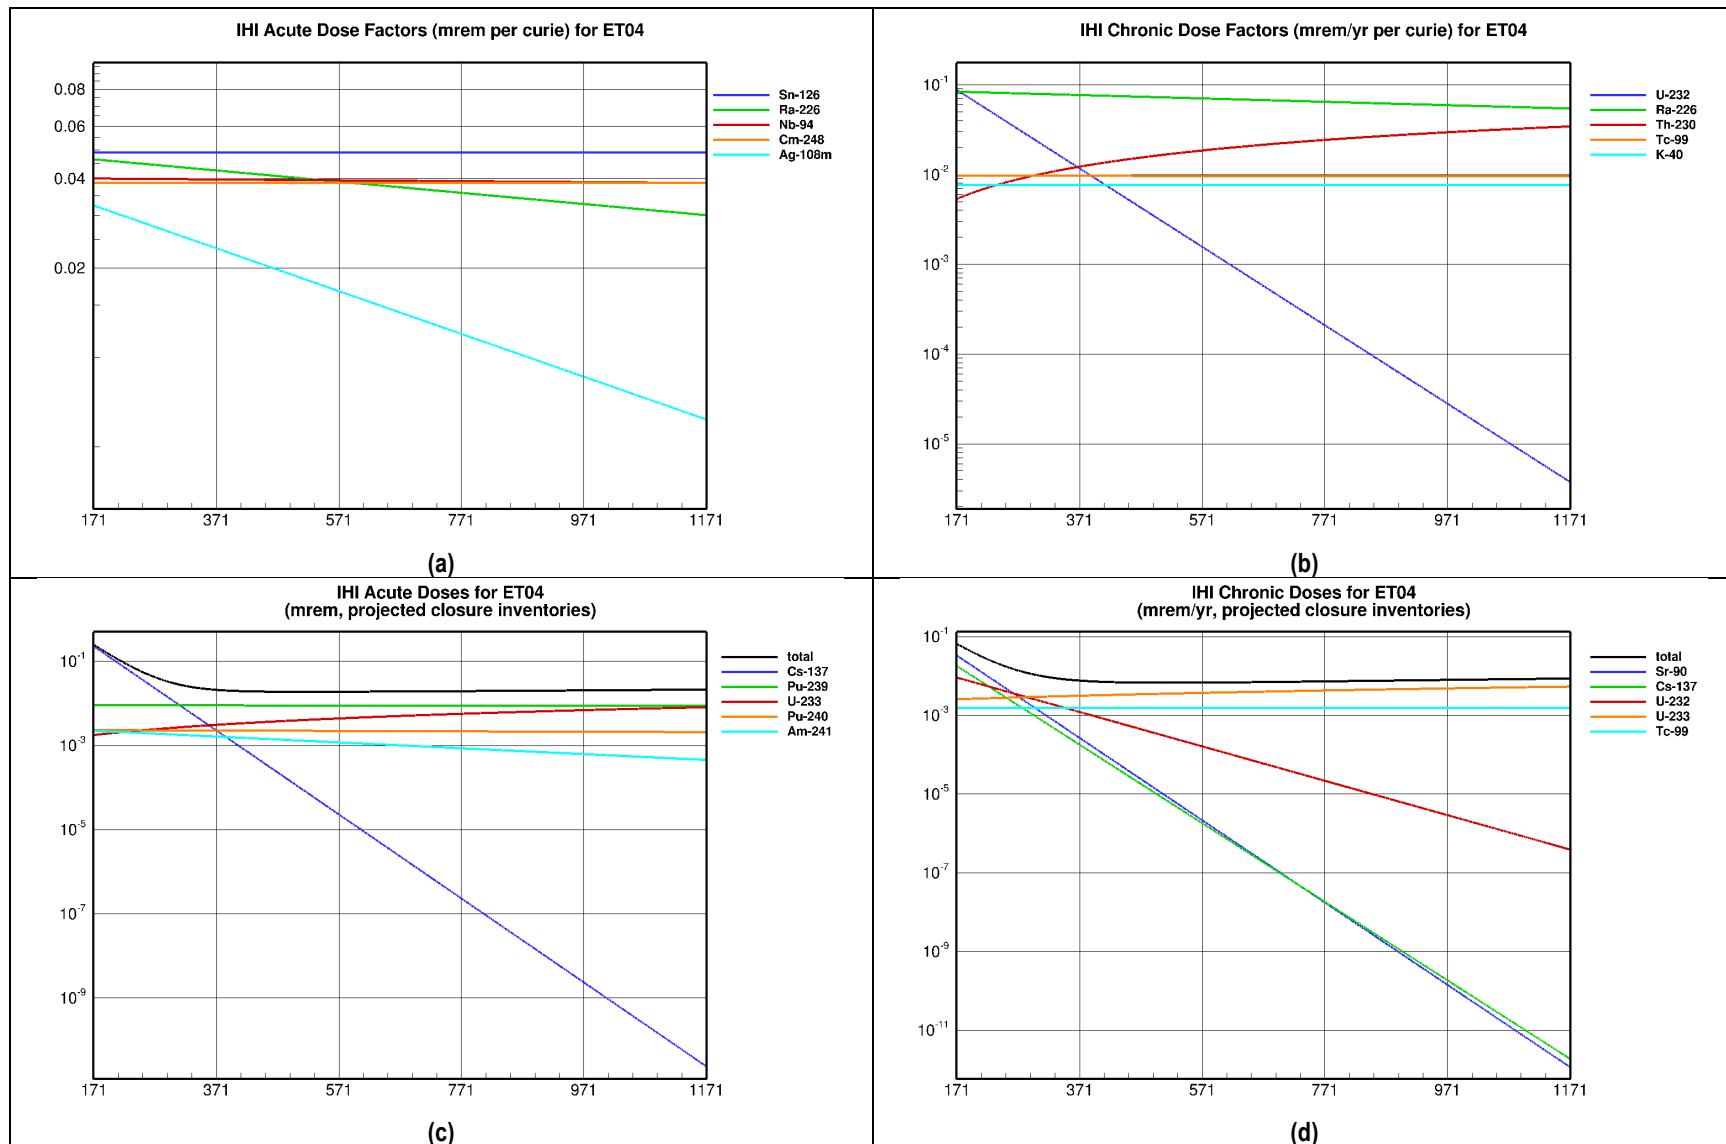 IHI Acute Dose Factors (mrem per curie) for ET04
0.08
0.06
0.04
0.02
171 371 571 771 971 1171
Sn-126
Ra-226
Nb-94
Cm-248
Ag-108m
(a)
IHI Chronic Dose Factors (mrem/yr per curie) for ET04
10-1
10-2
10-3
10-4
10-5
171 371 571 771 971 1171
U-232
Ra-226
Th-230
Tc-99
K-40
(b)
IHI Acute Doses for ET04
(mrem, projected closure inventories)
10-1
10-3
10-5
10-7
10-9
171 371 571 771 971 1171
total
Cs-137
Pu-239
U-233
Pu-240
Am-241
(c)
IHI Chronic Doses for ET04
(mrem/yr, projected closure inventories)
10-1
10-3
10-5
10-7
10-9
10-11
171 371 571 771 971 1171
total
Sr-90
Cs-137
U-232
U-233
Tc-99
(d)